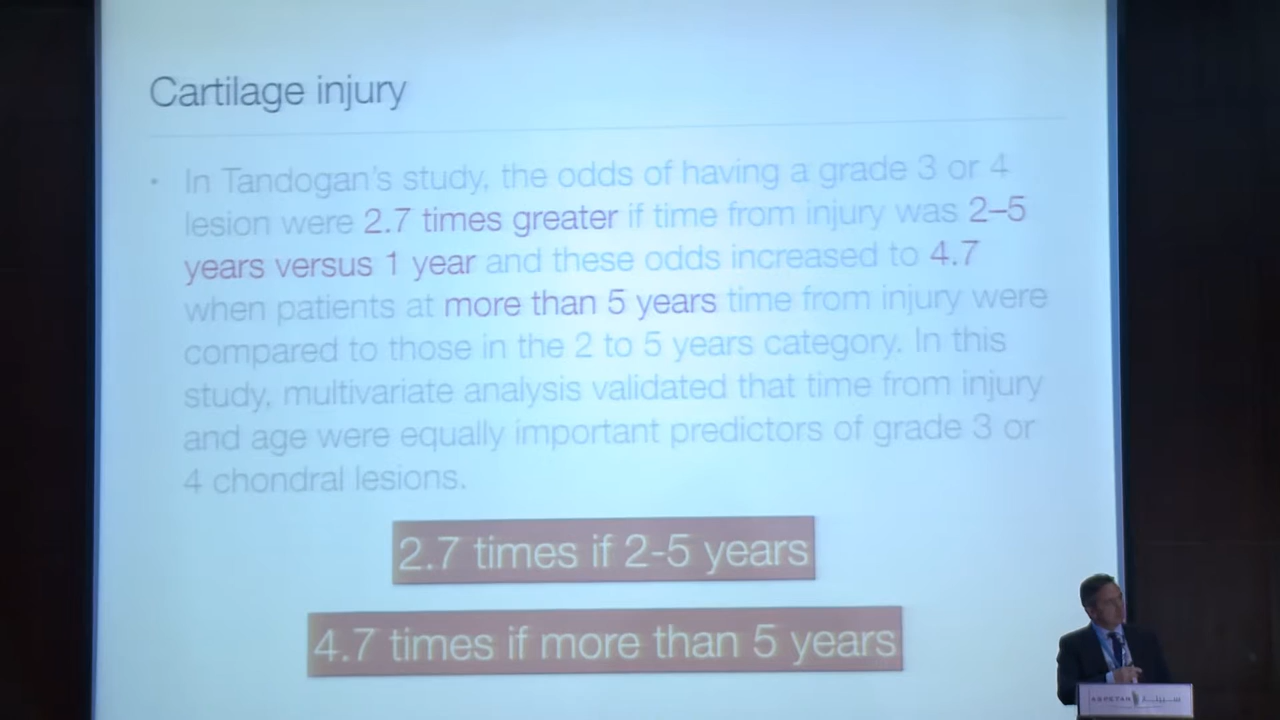 Cartilage injury
• In Tandogan's study, the odds of having a grade 3 or 4
lesion were 2.7 times greater if time from injury was 2–5
years versus 1 year and these odds increased to 4.7
when patients at more than 5 years time from injury were
compared to those in the 2 to 5 years category. In this
study, multivariate analysis validated that time from injury
and age were equally important predictors of grade 3 or
4 chondral lesions.
2.7 times if 2-5 years
4.7 times if more than 5 years
ASPETAR سبيتار